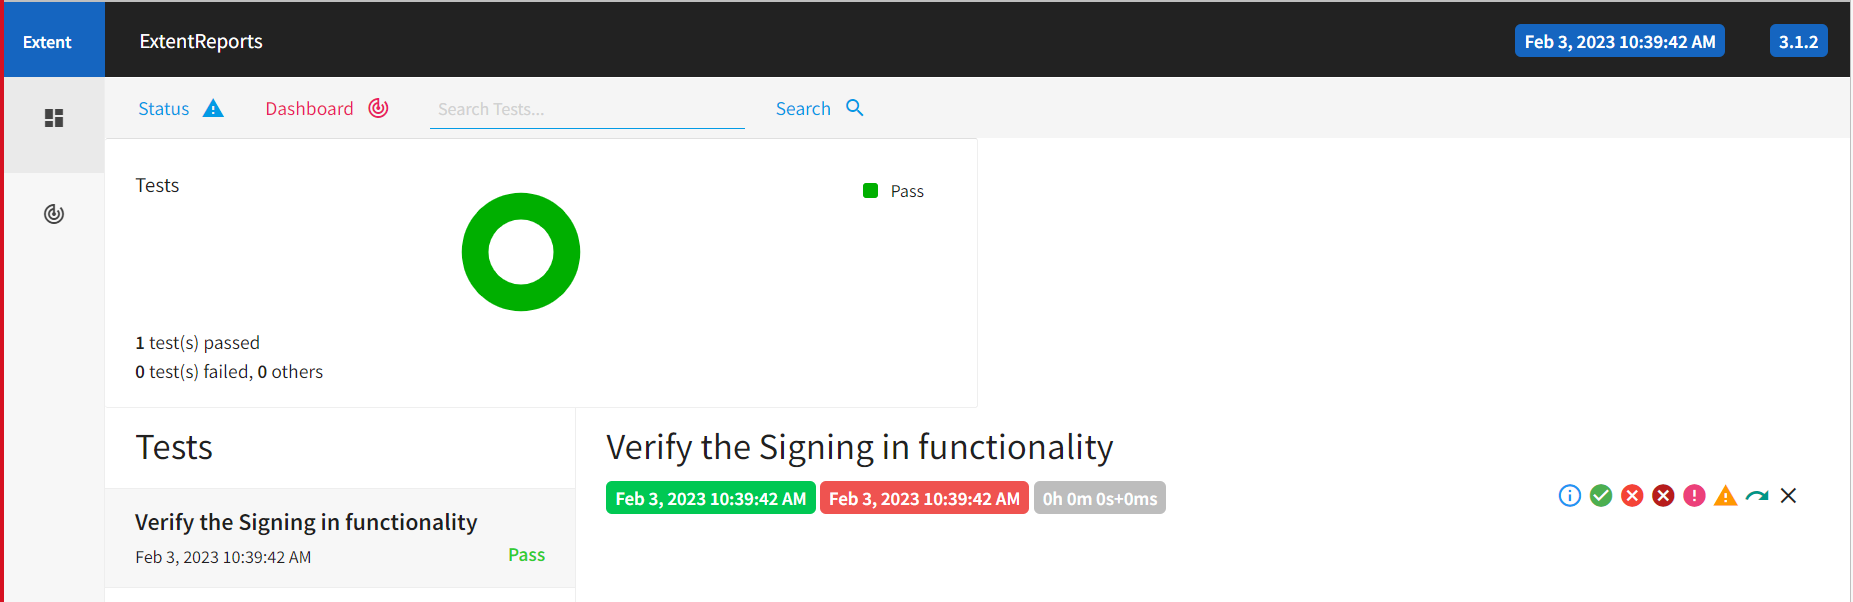 Extent
ExtentReports
Feb 3, 2023 10:39:42 AM
3.1.2
Status
Dashboard
Search Tests...
Search
Tests
Pass
1 test(s) passed
0 test(s) failed, 0 others
Tests
Verify the Signing in functionality
Feb 3, 2023 10:39:42 AM
Pass
Verify the Signing in functionality
Feb 3, 2023 10:39:42 AM Feb 3, 2023 10:39:42 AM 0h 0m 0s+0ms